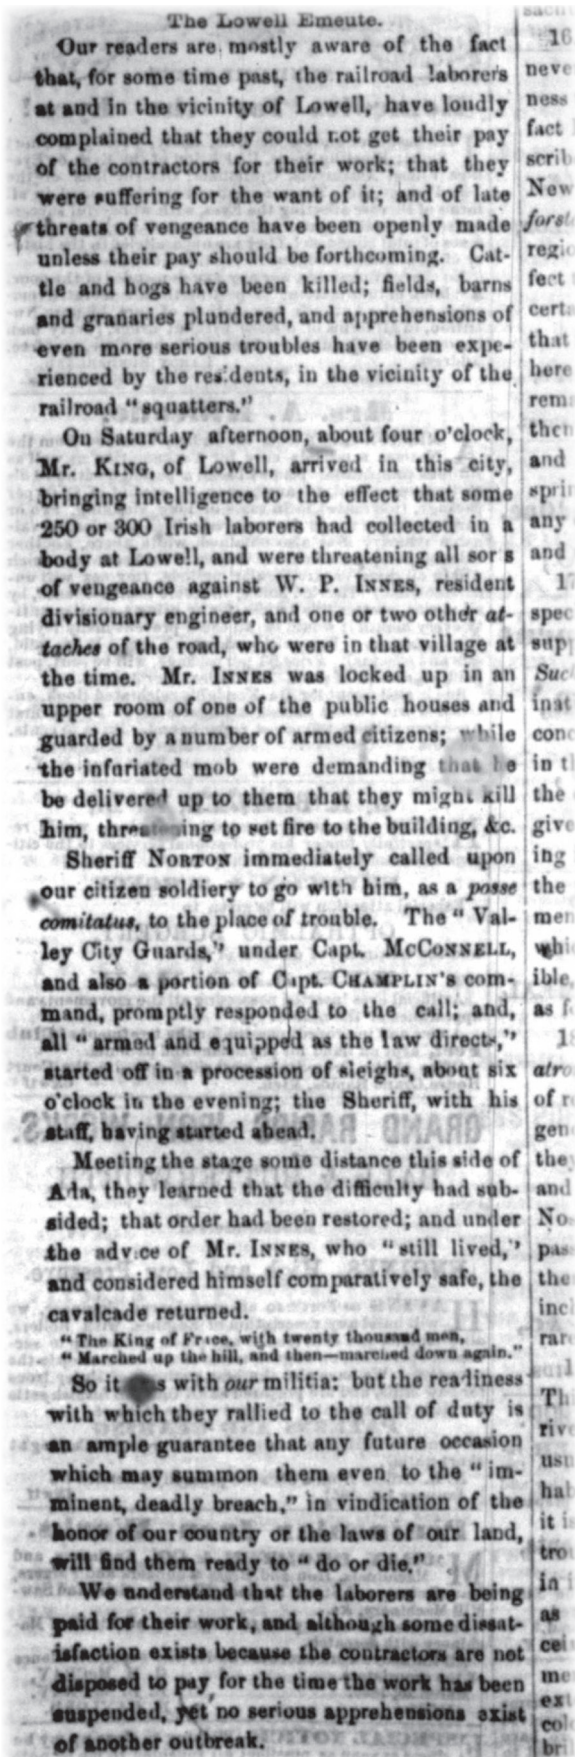 The Lowell Emeute.
Our readers are mostly aware of the fact
that, for some time past, the railroad laborers
at and in the vicinity of Lowell, have loudly
complained that they could not get their pay
of the contractors for their work; that they
were suffering for the want of it; and of late
threats of vengeance have been openly made
unless their pay should be forthcoming. Cat-
tle and hogs have been killed; fields, barns
and granaries plundered, and apprehensions of
even more serious troubles have been expe-
rienced by the residents, in the vicinity of the
railroad "squatters."
On Saturday afternoon, about four o'clock,
Mr. KING, of Lowell, arrived in this city,
bringing intelligence to the effect that some
250 or 300 Irish laborers had collected in a
body at Lowell, and were threatening all sor s
of vengeance against W. P. INNES, resident
divisionary engineer, and one or two other at-
taches of the road, who were in that village at
the time. Mr. INNES was locked up in an
upper room of one of the public houses and
guarded by a number of armed citizens; while
the infuriated mob were demanding that he
be delivered up to them that they might kill
him, threatening to set fire to the building, &c.
Sheriff NORTON immediately called upon
our citizen soldiery to go with him, as a posse
comitatus, to the place of trouble. The "Val-
ley City Guards," under Capt. McCONNELL,
and also a portion of Capt. CHAMPLIN'S com-
mand, promptly responded to the call; and,
all "armed and equipped as the law directs,"
started off in a procession of sleighs, about six
o'clock in the evening; the Sheriff, with his
staff, having started ahead.
Meeting the stage some distance this side of
Ada, they learned that the difficulty had sub-
sided; that order had been restored; and under
the advice of Mr. INNES, who "still lived,"
and considered himself comparatively safe, the
cavalcade returned.
"The King of France, with twenty thousand men,
"Marched up the hill, and then—marched down again."
So it s with our militia: but the readiness
with which they rallied to the call of duty is
an ample guarantee that any future occasion
which may summon them even to the "im-
minent, deadly breach," in vindication of the
honor of our country or the laws of our land,
will find them ready to "do or die."
We understand that the laborers are being
paid for their work, and although some dissat-
isfaction exists because the contractors are not
disposed to pay for the time the work has been
suspended, yet no serious apprehensions exist
of another outbreak.